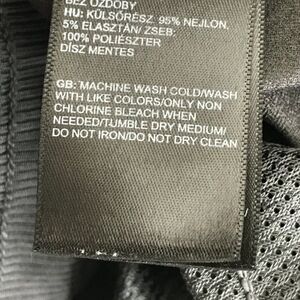 BEZ OZDOBY
HU: KÜLSŐRÉSZ. 95% NEJLON,
5% ELASZTÁN/ ZSEB:
100% POLIÉSZTER
DÍSZ MENTES
GB: MACHINE WASH COLD/WASH
WITH LIKE COLORS/ONLY NON
CHLORINE BLEACH WHEN
NEEDED/TUMBLE DRY MEDIUM/
DO NOT IRON/DO NOT DRY CLEAN